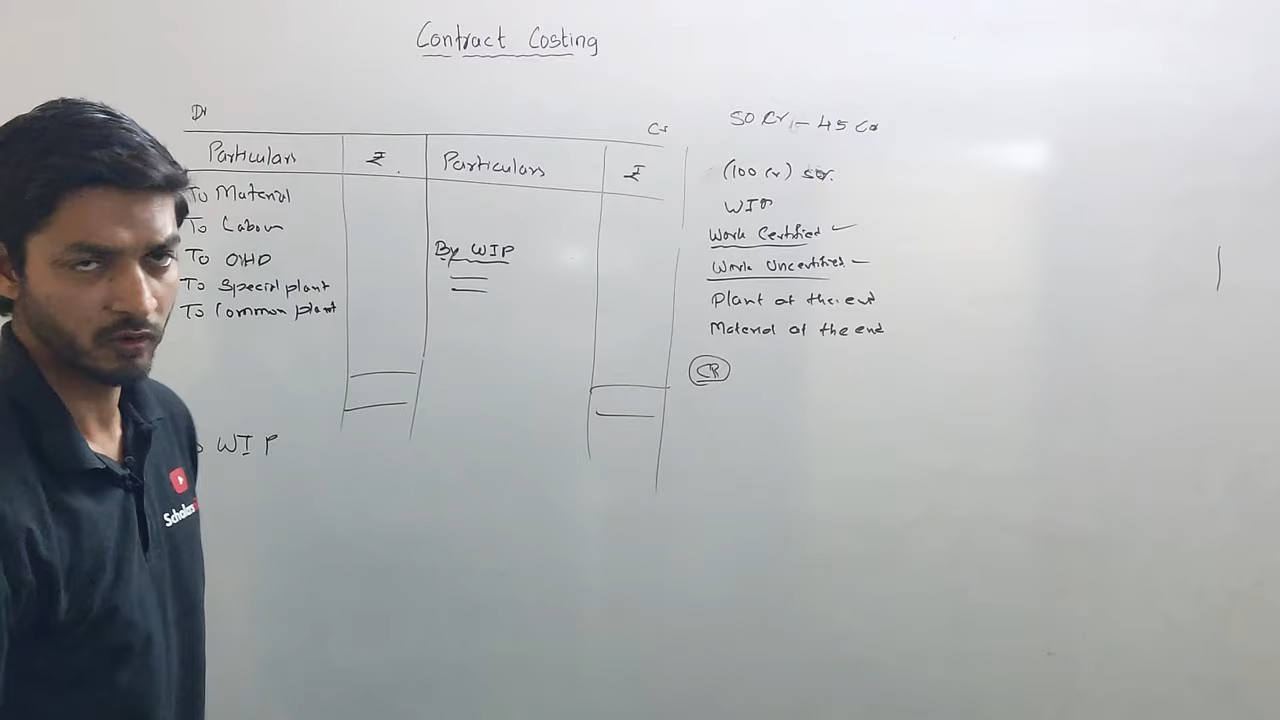 Contract Costing
Dr
Cr
Particulars ₹ Particulars ₹
To Material
To Labour
To OHD
To Special plant
To Common plant
By WIP
WIP
50 Cr - 45 Cr
(100 Cr)
WIP
Work Certified
Work Uncertified
Plant at the end
Material at the end
Scholars